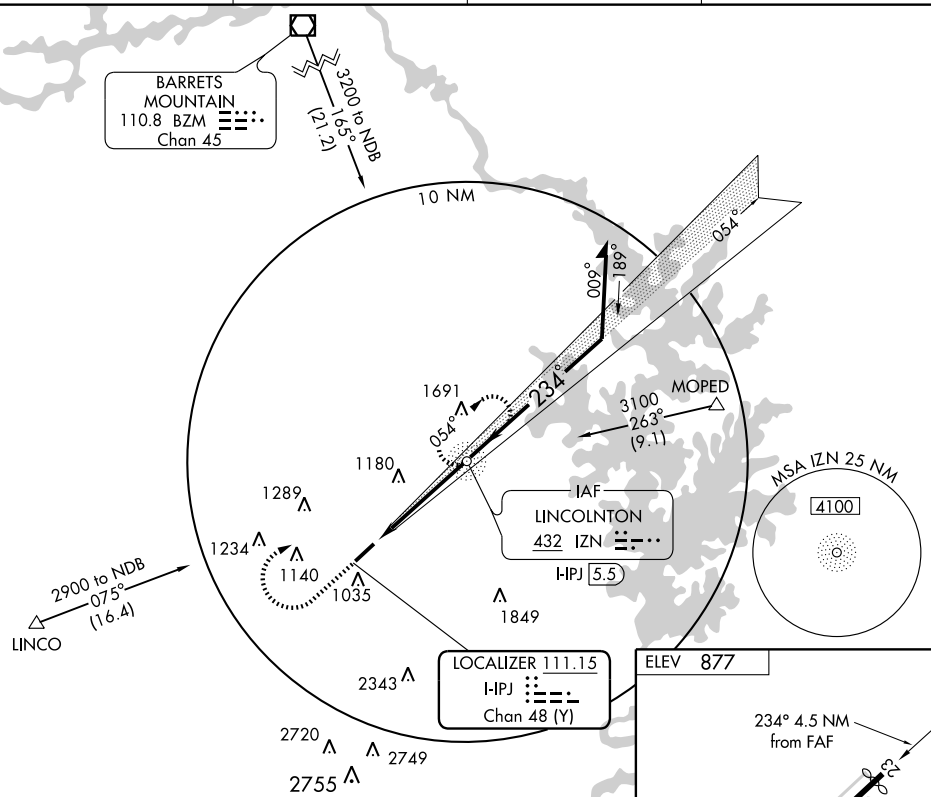 BARRETS
MOUNTAIN
110.8 BZM
Chan 45
3200 to NDB
165°
(21.2)
10 NM
054°
009°
189°
234°
MOPED
3100
263°
(9.1)
1691
054°
1180
1289
1234
1140
1035
IAF
LINCOLNTON
432 IZN
I-IPJ 5.5
MSA IZN 25 NM
4100
2900 to NDB
075°
(16.4)
LINCO
1849
LOCALIZER 111.15
I-IPJ
Chan 48 (Y)
2343
2720
2749
2755
ELEV 877
234° 4.5 NM
from FAF
23